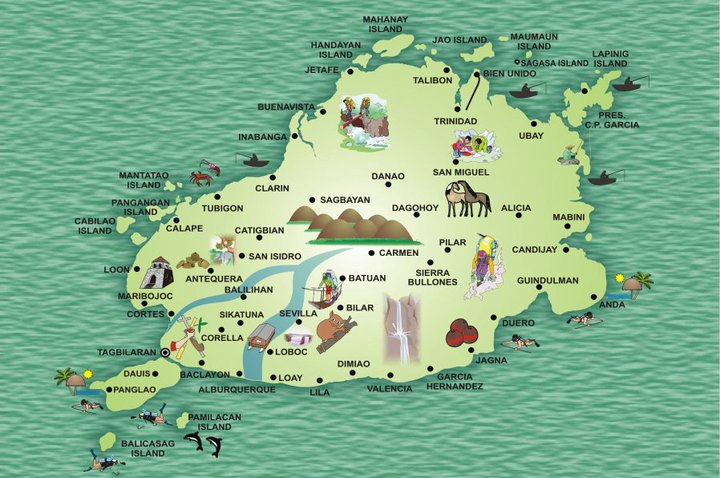 MAHANAY
ISLAND
HANDAYAN
ISLAND
JAO ISLAND
MAUMAUN
ISLAND
SAGASA ISLAND
LAPINIG
ISLAND
JETAFE
TALIBON
BIEN UNIDO
BUENAVISTA
TRINIDAD
PRES.
C.P. GARCIA
UBAY
INABANGA
DANAO
SAN MIGUEL
MANTATAO
ISLAND
CLARIN
PANGANGAN
ISLAND
TUBIGON
SAGBAYAN
DAGOHOY
ALICIA
MABINI
CABILAO
ISLAND
CALAPE
CATIGBIAN
PILAR
CANDIJAY
SAN ISIDRO
CARMEN
LOON
ANTEQUERA
BATUAN
SIERRA
BULLONES
GUINDULMAN
MARIBOJOC
BALILIHAN
ANDA
CORTES
SIKATUNA
SEVILLA
BILAR
DUERO
CORELLA
TAGBILARAN
LOBOC
DIMIAO
JAGNA
DAUIS
BACLAYON
LOAY
GARCIA
HERNANDEZ
PANGLAO
ALBURQUERQUE
LILA
VALENCIA
PAMILACAN
ISLAND
BALICASAG
ISLAND